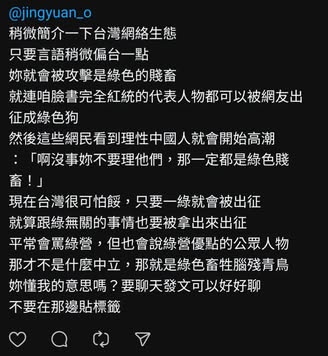 @jingyuan_o
稍微簡介一下台灣網絡生態
只要言語稍微偏台一點
妳就會被攻擊是綠色的賤畜
就連咱臉書完全紅統的代表人物都可以被網友出
征成綠色狗
然後這些網民看到理性中國人就會開始高潮
：「啊沒事妳不要理他們，那一定都是綠色賤
畜！」
現在台灣很可怕餒，只要一綠就會被出征
就算跟綠無關的事情也要被拿出來出征
平常會罵綠營，但也會說綠營優點的公眾人物
那才不是什麼中立，那就是綠色畜牲腦殘青鳥
妳懂我的意思嗎？要聊天發文可以好好聊
不要在那邊貼標籤